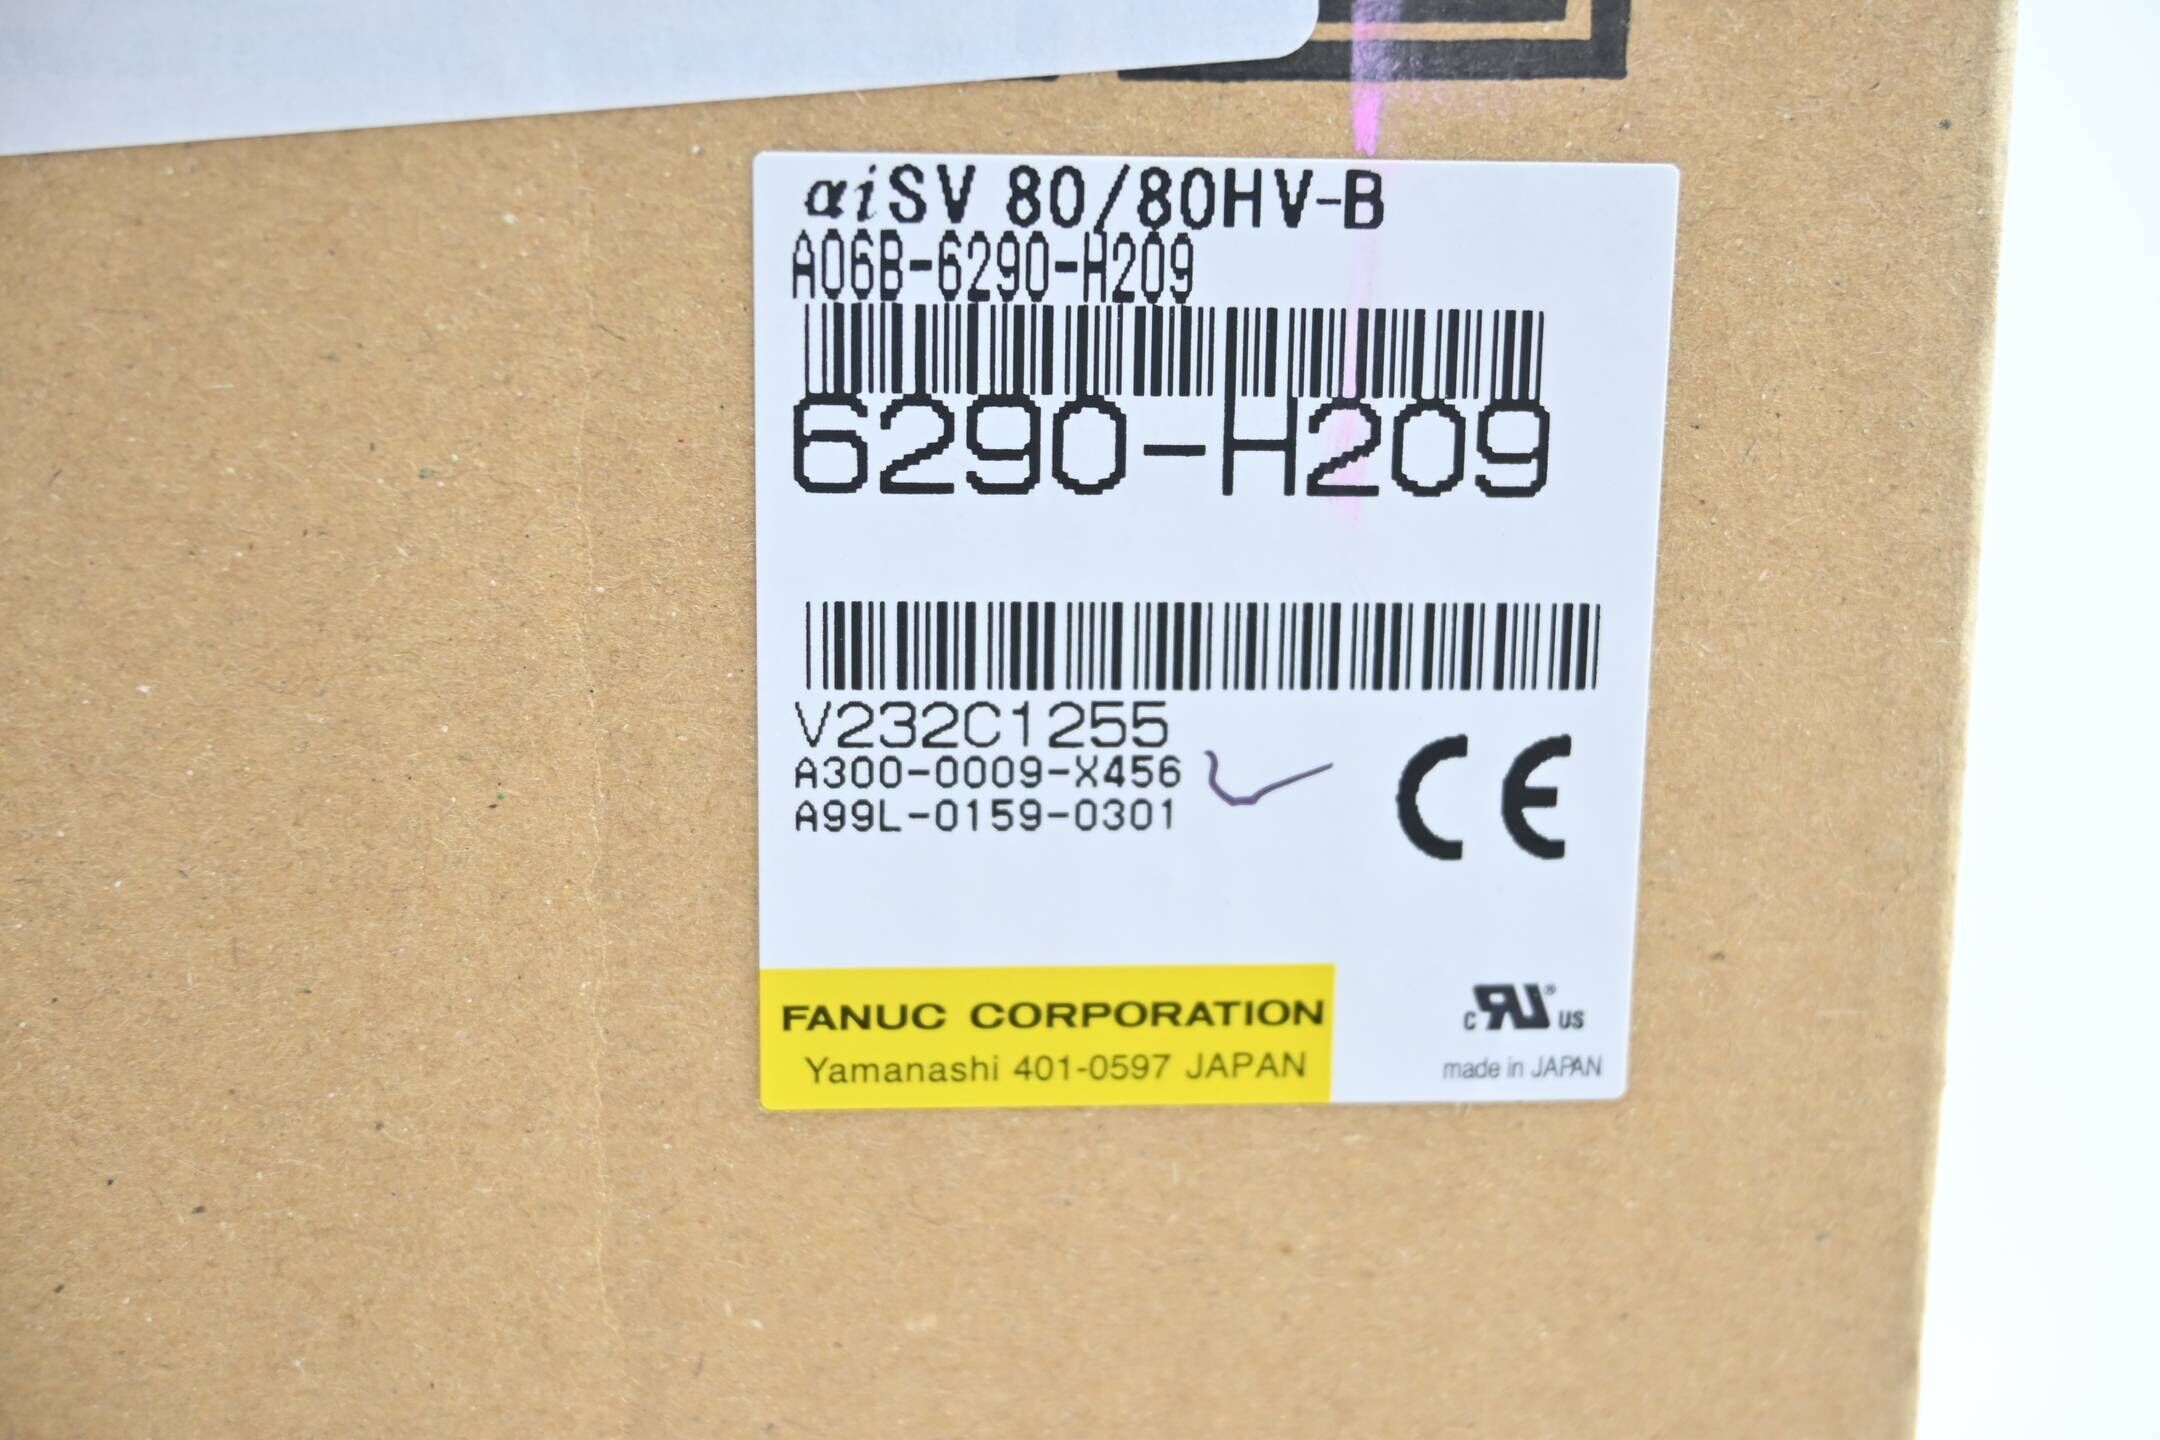 αiSV 80/80HV-B
A06B-6290-H209
6290-H209
V232C1255
A300-0009-X456
A99L-0159-0301
CE
FANUC CORPORATION
Yamanashi 401-0597 JAPAN
c RU® US
made in JAPAN